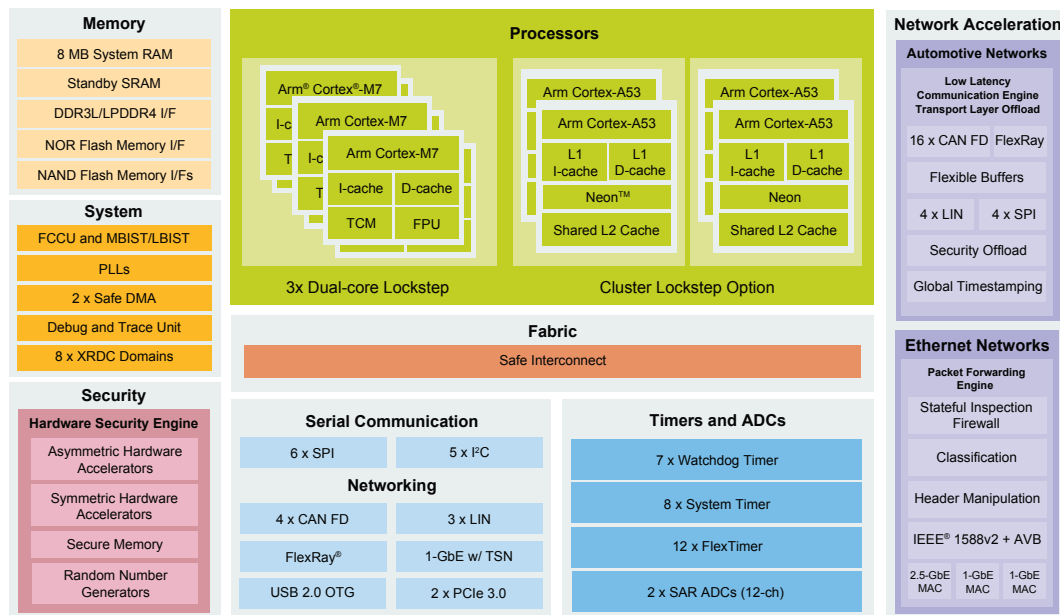 Memory
8 MB System RAM
Standby SRAM
DDR3L/LPDDR4 I/F
NOR Flash Memory I/F
NAND Flash Memory I/Fs
System
FCCU and MBIST/LBIST
PLLs
2 x Safe DMA
Debug and Trace Unit
8 x XRDC Domains
Security
Hardware Security Engine
Asymmetric Hardware
Accelerators
Symmetric Hardware
Accelerators
Secure Memory
Random Number
Generators
Processors
Arm® Cortex®-M7
I-ca
T
Arm Cortex-M7
I-c
T
Arm Cortex-M7
I-cache D-cache
TCM FPU
3x Dual-core Lockstep
Arm Cortex-A53
Arm Cortex-A53
L1 L1
I-cache D-cache
Neon™
Shared L2 Cache
Arm Cortex-A53
Arm Cortex-A53
L1 L1
I-cache D-cache
Neon
Shared L2 Cache
Cluster Lockstep Option
Fabric
Safe Interconnect
Serial Communication
6 x SPI 5 x I²C
Networking
4 x CAN FD 3 x LIN
FlexRay® 1-GbE w/ TSN
USB 2.0 OTG 2 x PCIe 3.0
Timers and ADCs
7 x Watchdog Timer
8 x System Timer
12 x FlexTimer
2 x SAR ADCs (12-ch)
Network Acceleration
Automotive Networks
Low Latency
Communication Engine
Transport Layer Offload
16 x CAN FD FlexRay
Flexible Buffers
4 x LIN 4 x SPI
Security Offload
Global Timestamping
Ethernet Networks
Packet Forwarding
Engine
Stateful Inspection
Firewall
Classification
Header Manipulation
IEEE® 1588v2 + AVB
2.5-GbE 1-GbE 1-GbE
MAC MAC MAC